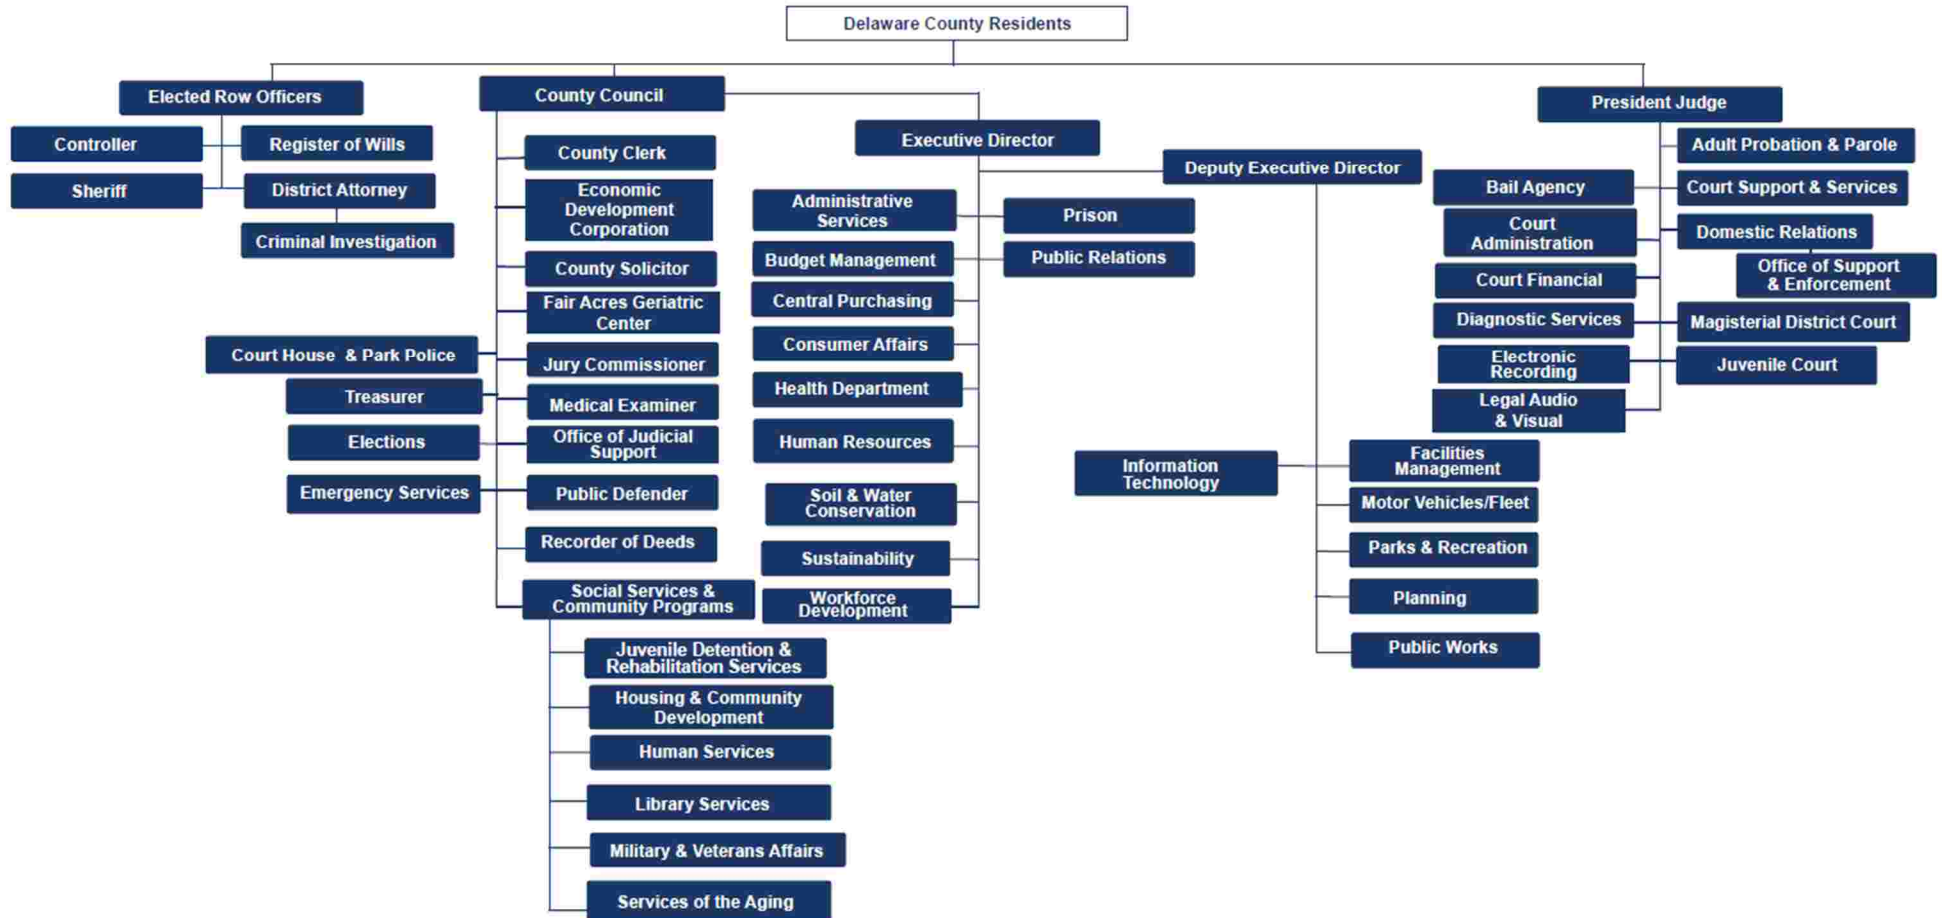 Delaware County Residents
Elected Row Officers
Controller
Register of Wills
Sheriff
District Attorney
Criminal Investigation
County Council
County Clerk
Economic
Development
Corporation
County Solicitor
Fair Acres Geriatric
Center
Court House & Park Police
Jury Commissioner
Treasurer
Medical Examiner
Elections
Office of Judicial
Support
Emergency Services
Public Defender
Recorder of Deeds
Social Services &
Community Programs
Juvenile Detention &
Rehabilitation Services
Housing & Community
Development
Human Services
Library Services
Military & Veterans Affairs
Services of the Aging
Executive Director
Administrative
Services
Prison
Budget Management
Public Relations
Central Purchasing
Consumer Affairs
Health Department
Human Resources
Soil & Water
Conservation
Sustainability
Workforce
Development
Deputy Executive Director
Information
Technology
Facilities
Management
Motor Vehicles/Fleet
Parks & Recreation
Planning
Public Works
President Judge
Adult Probation & Parole
Bail Agency
Court Support & Services
Court
Administration
Domestic Relations
Office of Support
& Enforcement
Court Financial
Diagnostic Services
Magisterial District Court
Electronic
Recording
Juvenile Court
Legal Audio
& Visual